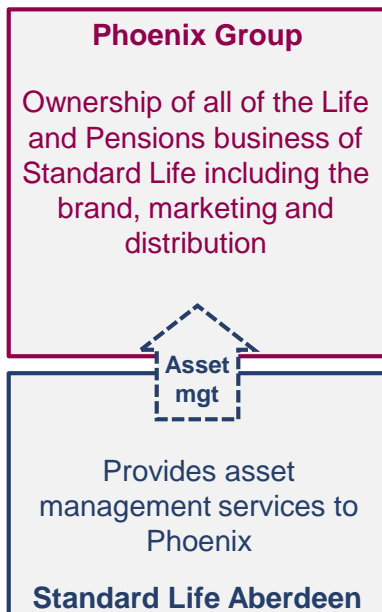 Phoenix Group
Ownership of all of the Life
and Pensions business of
Standard Life including the
brand, marketing and
distribution
Asset
mgt
Provides asset
management services to
Phoenix
Standard Life Aberdeen